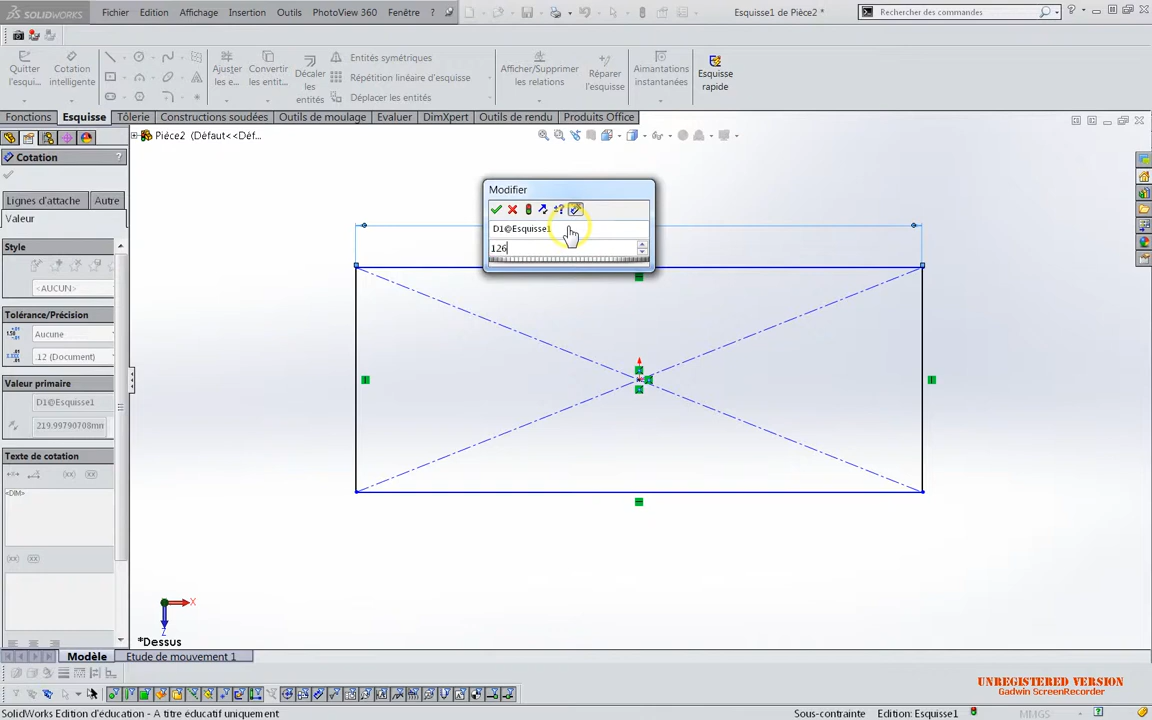 SOLIDWORKS
Fichier Edition Affichage Insertion Outils PhotoView 360 Fenêtre ?
Esquisse1 de Pièce2 *
Rechercher des commandes
?
Quitter l'esqui...
Cotation intelligente
Ajuster les e...
Convertir les entit...
Décaler les entités
Entités symétriques
Répétition linéaire d'esquisse
Déplacer les entités
Afficher/Supprimer les relations
Réparer l'esquisse
Aimantations instantanées
Esquisse rapide
Fonctions Esquisse Tôlerie Constructions soudées Outils de moulage Evaluer DimXpert Outils de rendu Produits Office
Pièce2 (Défaut<<Déf...
Cotation ?
Lignes d'attache Autre
Valeur
Style
<AUCUN>
Tolérance/Précision
Aucune
.12 (Document)
Valeur primaire
D1@Esquisse1
219.99790708mn
Texte de cotation
<DIM>
Modifier
D1@Esquisse1
126
X
Z
*Dessus
Modèle Etude de mouvement 1
UNREGISTERED VERSION
Gadwin ScreenRecorder
SolidWorks Edition d'éducation - A titre éducatif uniquement
Sous-contrainte Edition: Esquisse1 MMGS